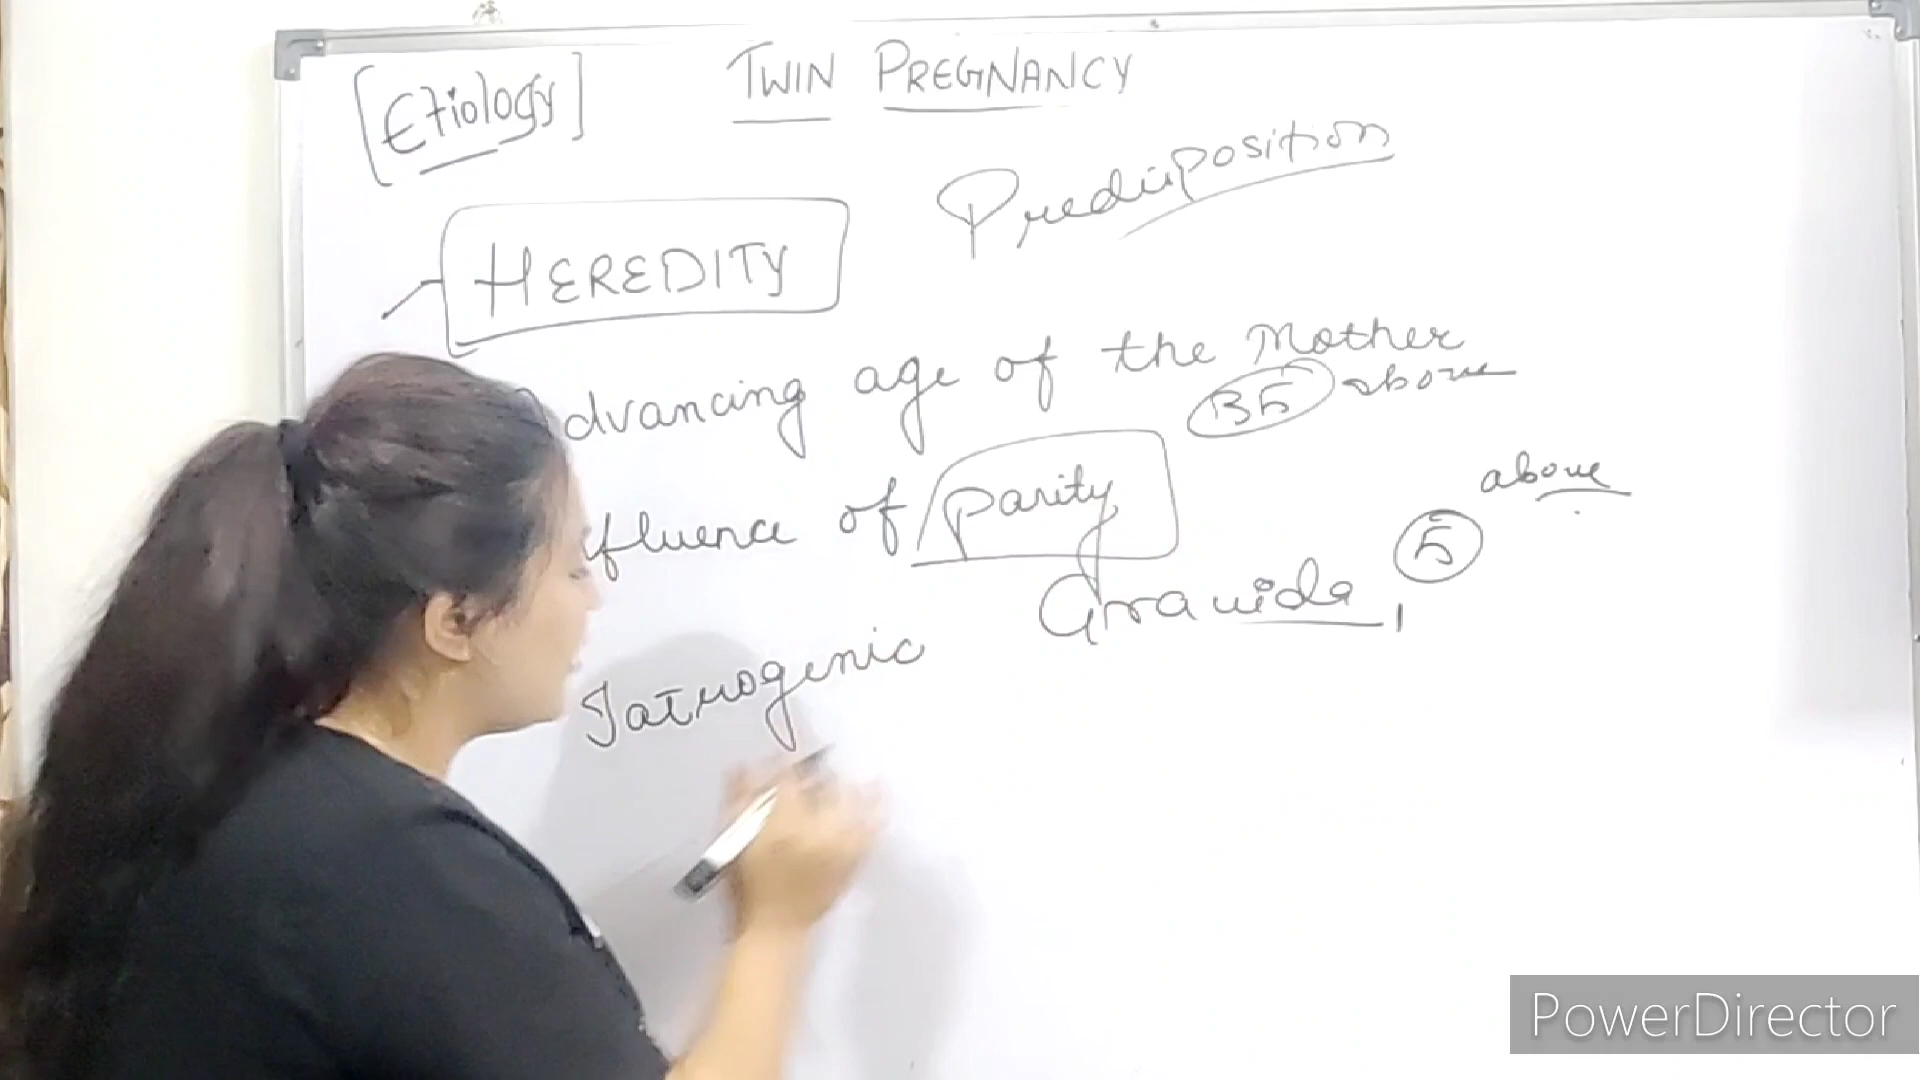 [Etiology] TWIN PREGNANCY
Predisposition
HEREDITY
dvancing age of the Mother
35 above
fluence of parity
above
Gravida, 5
Iatrogenic
PowerDirector